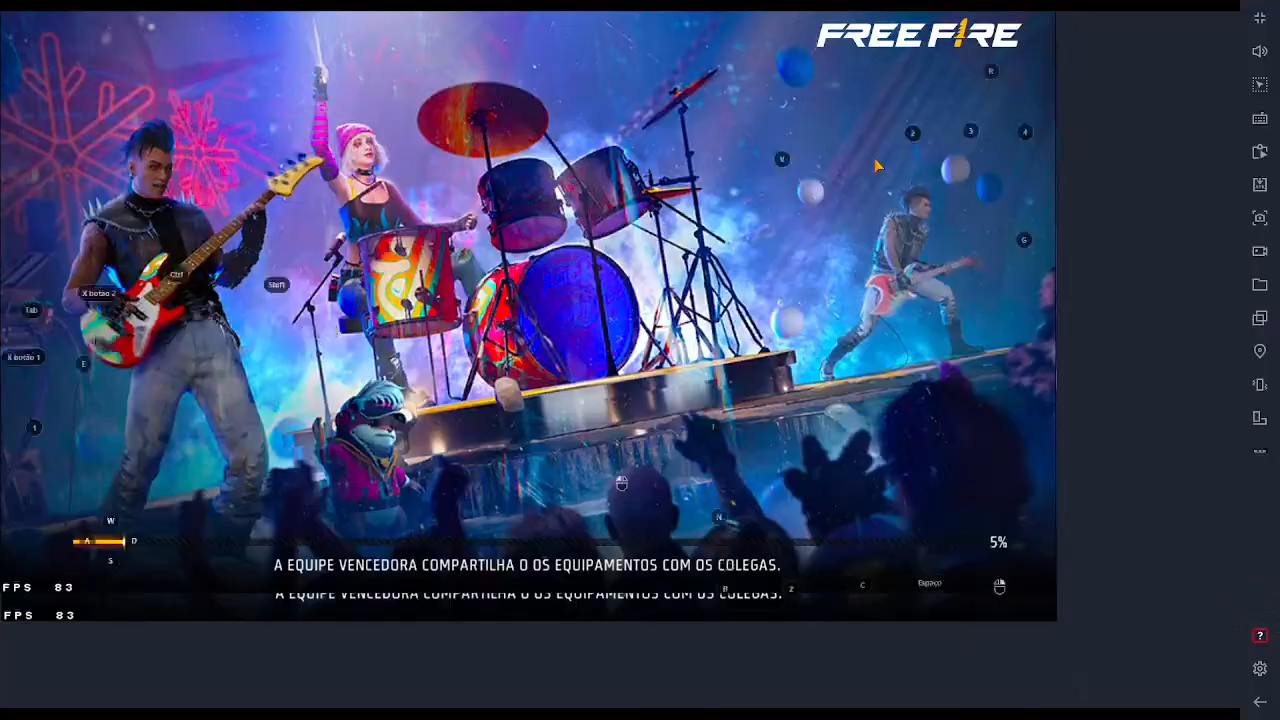 FREE FIRE
R
2 3 4
V
G
Ctrl
Shift
X botão 2
Tab
X botão 1
E
1
N
W
A D
5%
S
A EQUIPE VENCEDORA COMPARTILHA O OS EQUIPAMENTOS COM OS COLEGAS.
FPS 83
B Z C Espaço
A EQUIPE VENCEDORA COMPARTILHA O OS EQUIPAMENTOS COM OS COLEGAS.
FPS 83
?